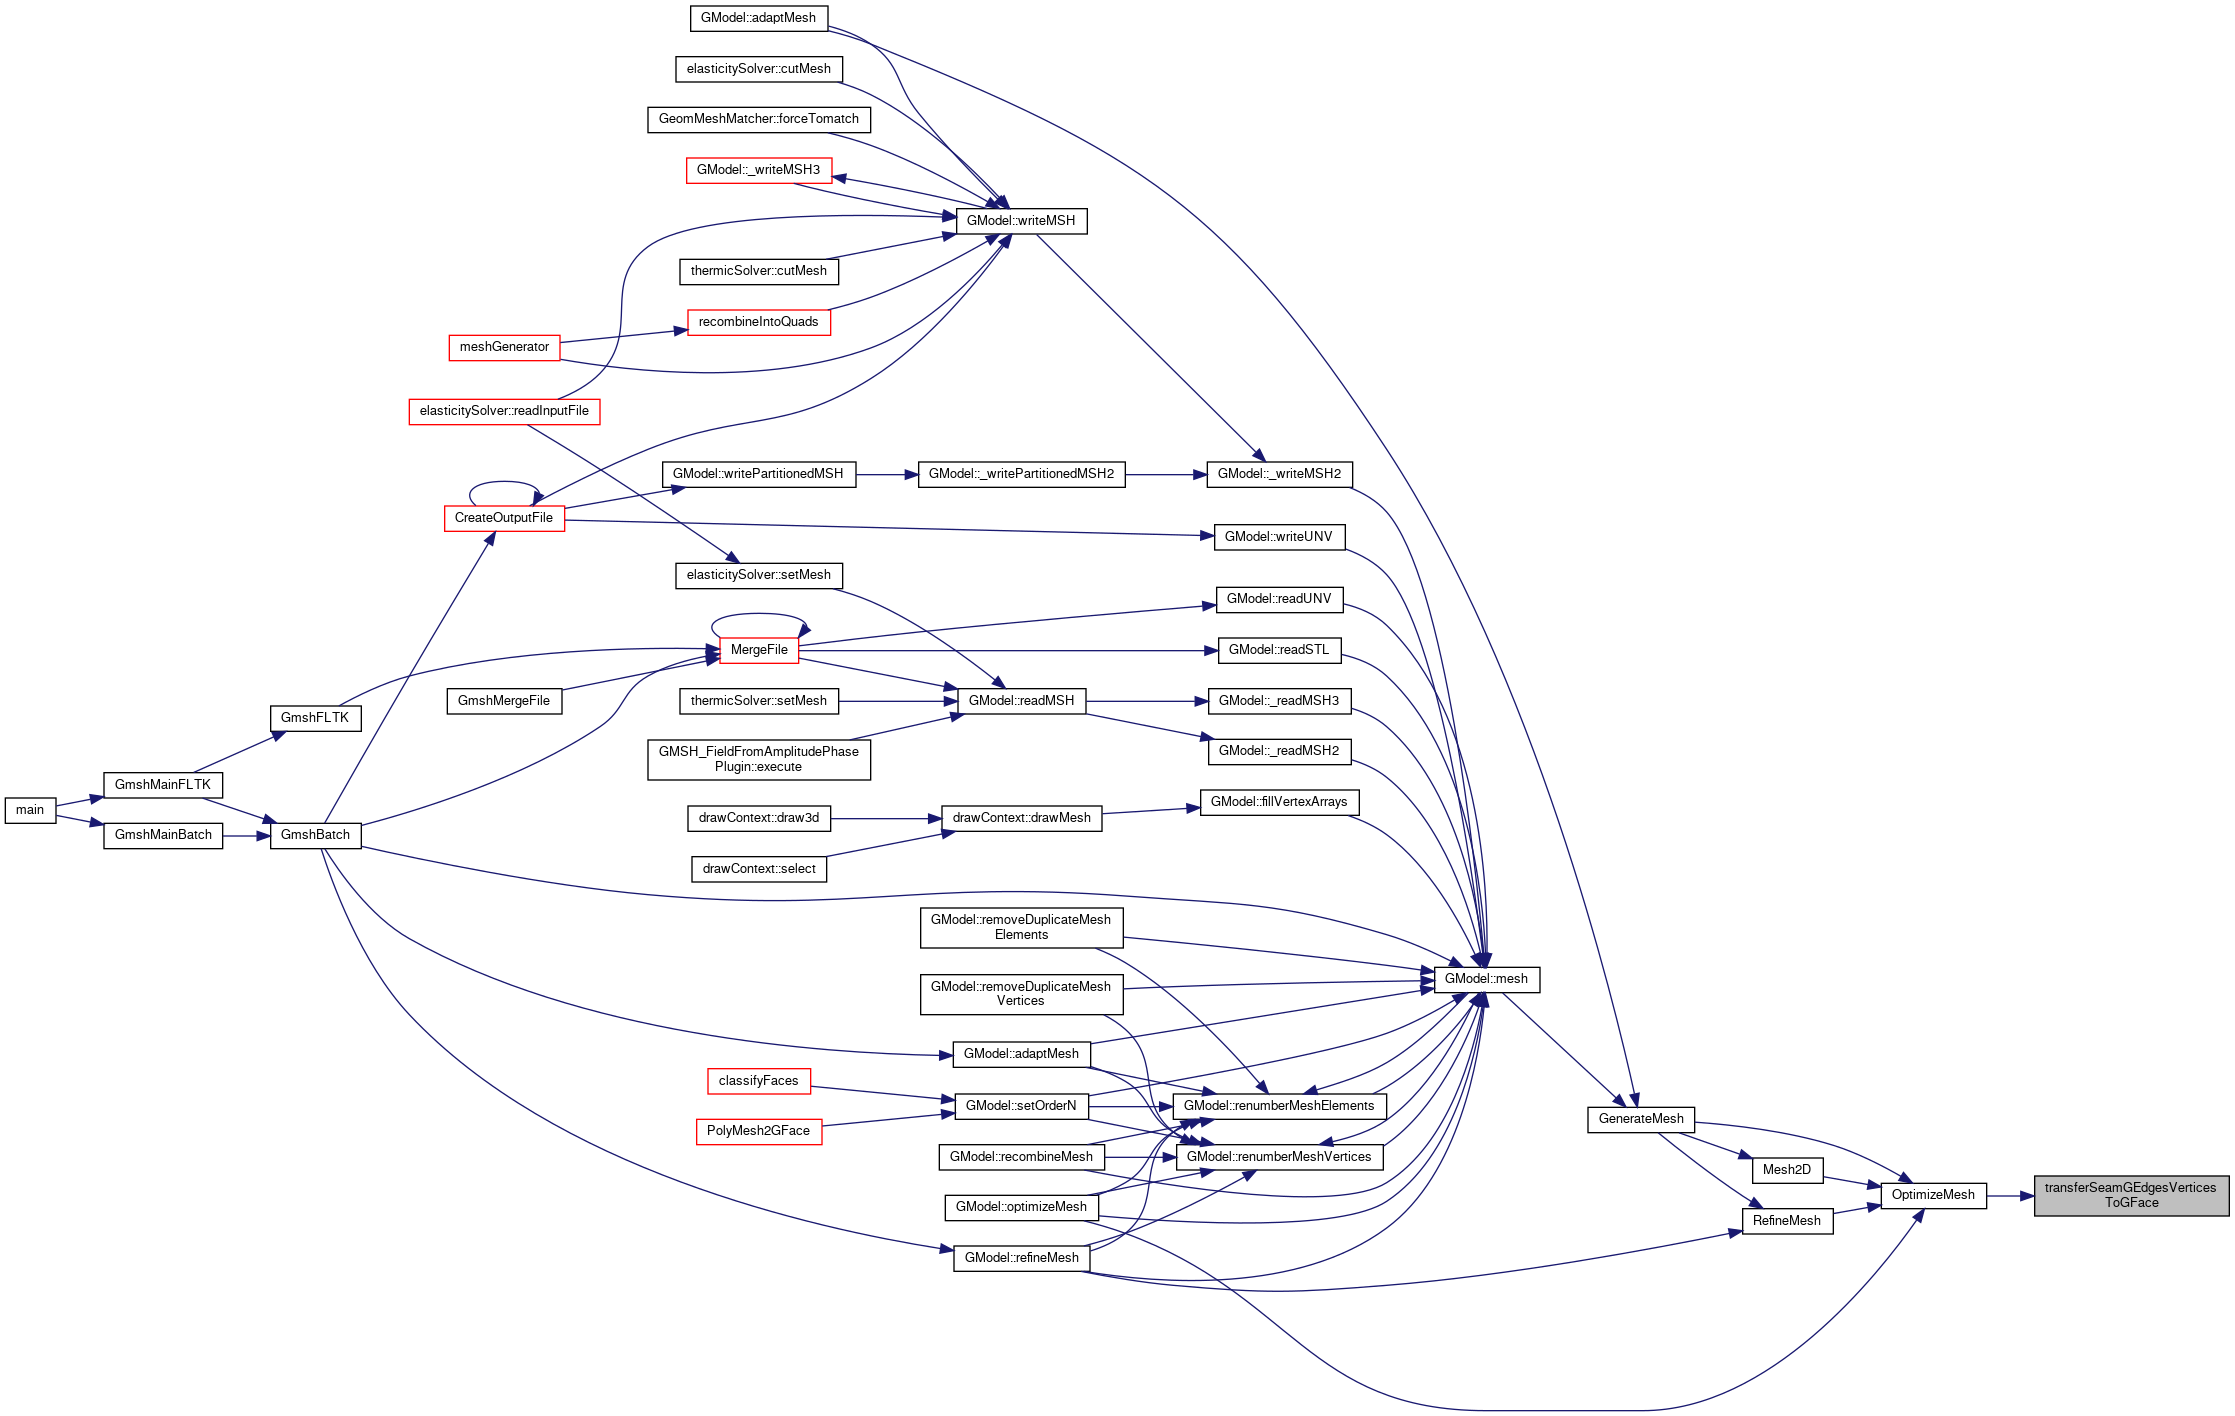 GModel::adaptMesh
elasticitySolver::cutMesh
GeomMeshMatcher::forceTomatch
GModel::_writeMSH3
GModel::writeMSH
thermicSolver::cutMesh
recombineIntoQuads
meshGenerator
elasticitySolver::readInputFile
GModel::writePartitionedMSH
GModel::_writePartitionedMSH2
GModel::_writeMSH2
CreateOutputFile
GModel::writeUNV
elasticitySolver::setMesh
GModel::readUNV
MergeFile
GModel::readSTL
GmshMergeFile
thermicSolver::setMesh
GModel::readMSH
GModel::_readMSH3
GmshFLTK
GMSH_FieldFromAmplitudePhase
Plugin::execute
GModel::_readMSH2
GmshMainFLTK
main
GmshMainBatch
GmshBatch
drawContext::draw3d
drawContext::drawMesh
GModel::fillVertexArrays
drawContext::select
GModel::removeDuplicateMesh
Elements
GModel::mesh
GModel::removeDuplicateMesh
Vertices
GModel::adaptMesh
classifyFaces
GModel::setOrderN
GModel::renumberMeshElements
PolyMesh2GFace
GModel::recombineMesh
GModel::renumberMeshVertices
GenerateMesh
Mesh2D
GModel::optimizeMesh
OptimizeMesh
transferSeamGEdgesVertices
ToGFace
RefineMesh
GModel::refineMesh